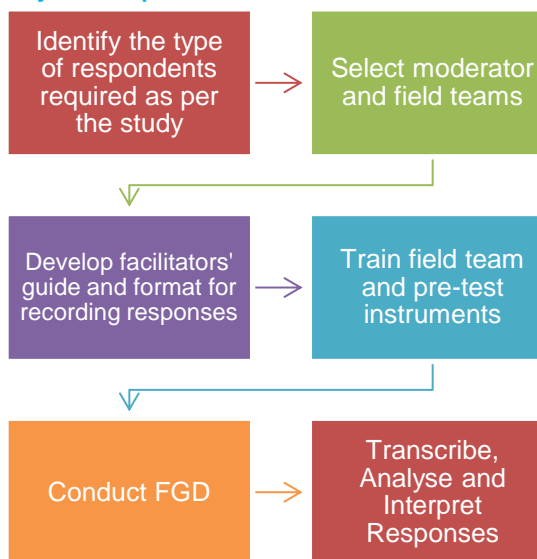 Identify the type
of respondents
required as per
the study
Select moderator
and field teams
Develop facilitators'
guide and format for
recording responses
Train field team
and pre-test
instruments
Conduct FGD
Transcribe,
Analyse and
Interpret
Responses